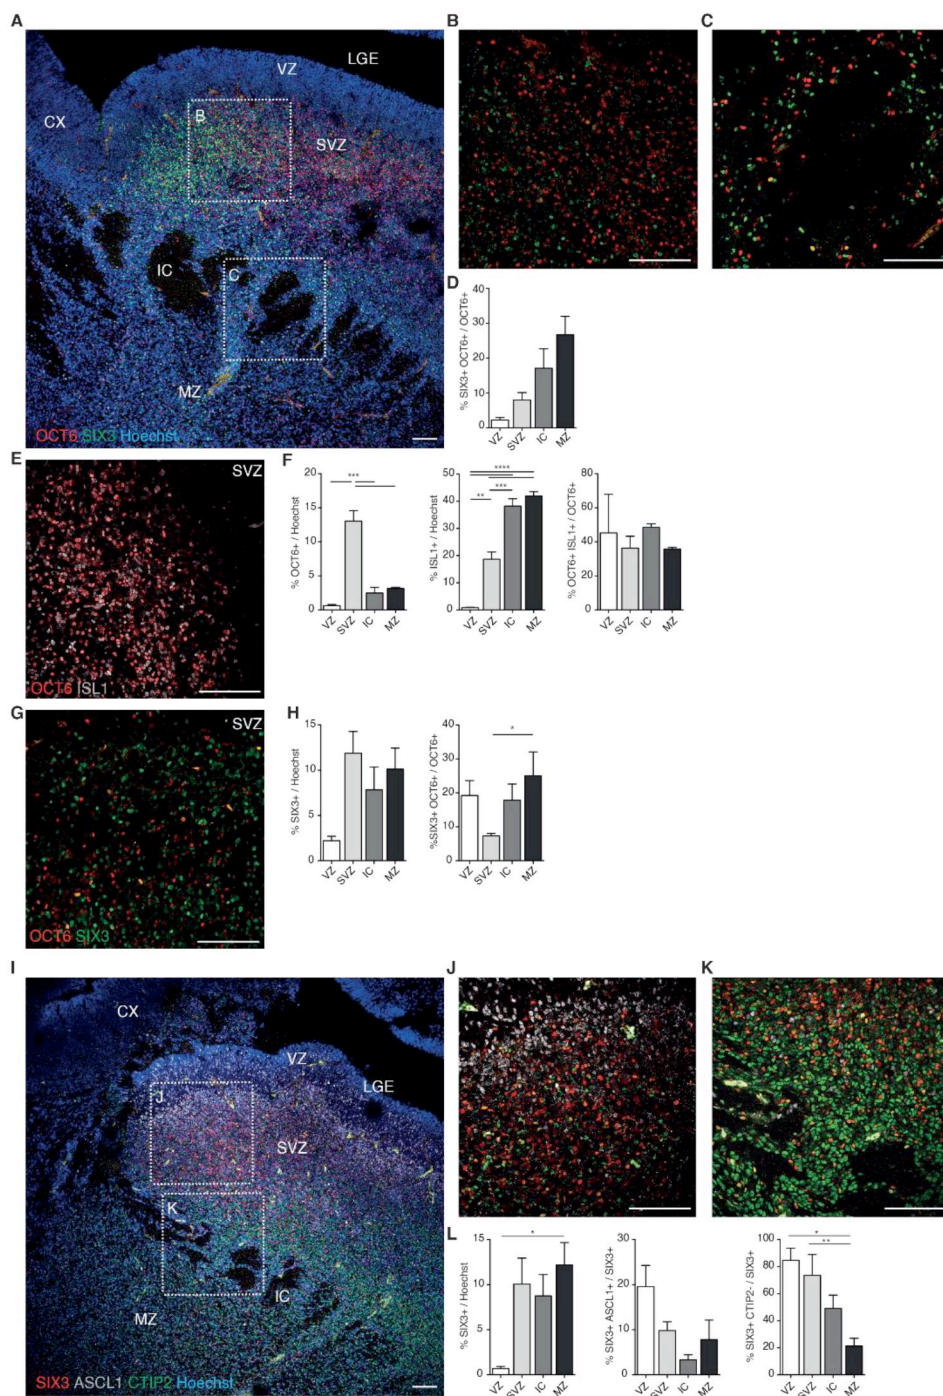 A
LGE
VZ
CX
B
SVZ
IC
C
MZ
OCT6 SIX3 Hoechst
B
C
D
% SIX3+ OCT6+ / OCT6+
40
30
20
10
0
VZ
SVZ
IC
MZ
E
SVZ
OCT6 ISL1
F
% OCT6+ / Hoechst
20
15
10
5
0
***
VZ
SVZ
IC
MZ
% ISL1+ / Hoechst
50
40
30
20
10
0
****
***
**
VZ
SVZ
IC
MZ
% OCT6+ ISL1+ / OCT6+
80
60
40
20
0
VZ
SVZ
IC
MZ
G
SVZ
OCT6 SIX3
H
% SIX3+ / Hoechst
15
10
5
0
VZ
SVZ
IC
MZ
%SIX3+ OCT6+ / OCT6+
40
30
20
10
0
*
VZ
SVZ
IC
MZ
I
CX
VZ
LGE
J
SVZ
K
IC
MZ
SIX3 ASCL1 CTIP2 Hoechst
J
K
L
% SIX3+ / Hoechst
15
10
5
0
*
VZ
SVZ
IC
MZ
% SIX3+ ASCL1+ / SIX3+
30
20
10
0
VZ
SVZ
IC
MZ
% SIX3+ CTIP2- / SIX3+
100
80
60
40
20
0
*
**
VZ
SVZ
IC
MZ